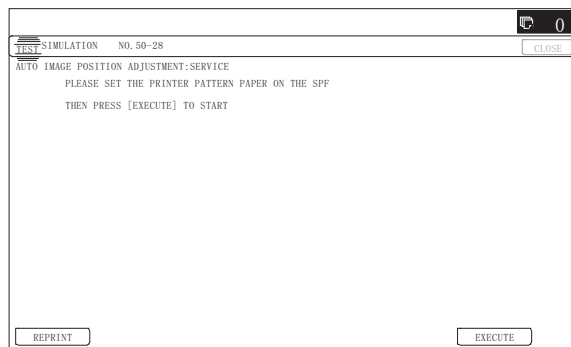 0
TEST SIMULATION NO.50-28
CLOSE
AUTO IMAGE POSITION ADJUSTMENT:SERVICE
PLEASE SET THE PRINTER PATTERN PAPER ON THE SPF
THEN PRESS [EXECUTE] TO START
REPRINT
EXECUTE